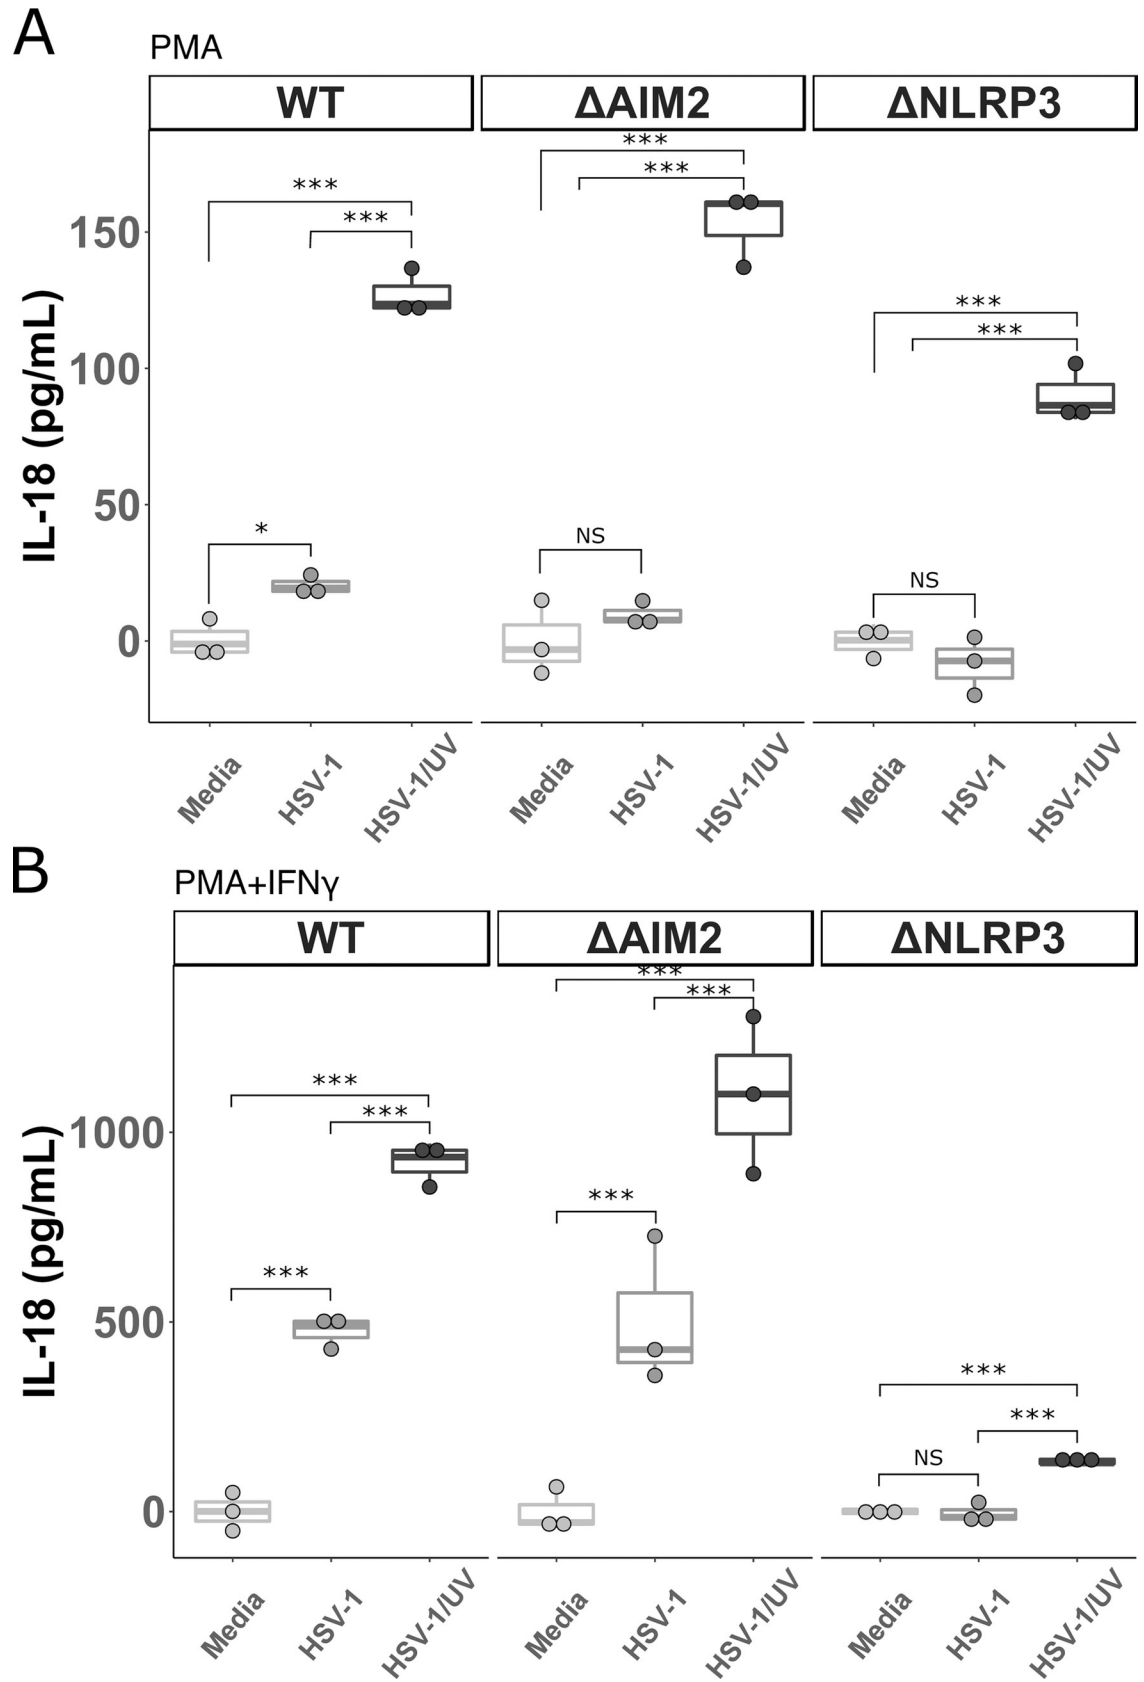 A
PMA
WT ΔAIM2 ΔNLRP3
***
***
***
***
***
***
*
NS
NS
150
100
50
0
IL-18 (pg/mL)
Media HSV-1 HSV-1/UV Media HSV-1 HSV-1/UV Media HSV-1 HSV-1/UV
B
PMA+IFNγ
WT ΔAIM2 ΔNLRP3
***
***
***
***
***
***
***
***
NS
1000
500
0
IL-18 (pg/mL)
Media HSV-1 HSV-1/UV Media HSV-1 HSV-1/UV Media HSV-1 HSV-1/UV